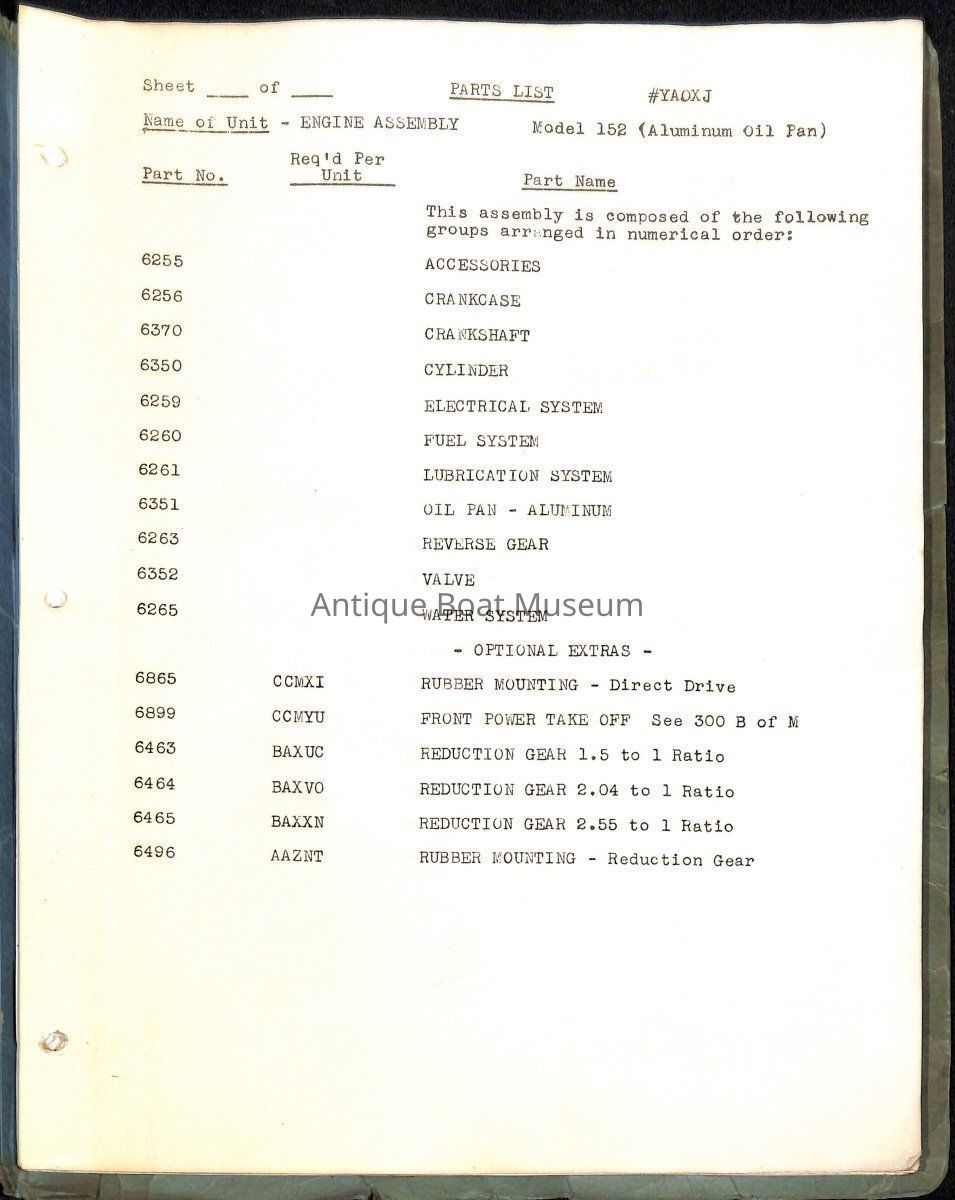 Sheet ____ of ____ PARTS LIST #YAOXJ
Name of Unit - ENGINE ASSEMBLY Model 152 (Aluminum Oil Pan)
Req'd Per
Part No. Unit Part Name
This assembly is composed of the following
groups arranged in numerical order:
6255 ACCESSORIES
6256 CRANKCASE
6370 CRANKSHAFT
6350 CYLINDER
6259 ELECTRICAL SYSTEM
6260 FUEL SYSTEM
6261 LUBRICATION SYSTEM
6351 OIL PAN - ALUMINUM
6263 REVERSE GEAR
6352 VALVE
Antique Boat Museum
6265 WATER SYSTEM
- OPTIONAL EXTRAS -
6865 CCMXI RUBBER MOUNTING - Direct Drive
6899 CCMYU FRONT POWER TAKE OFF See 300 B of M
6463 BAXUC REDUCTION GEAR 1.5 to 1 Ratio
6464 BAXVO REDUCTION GEAR 2.04 to 1 Ratio
6465 BAXXN REDUCTION GEAR 2.55 to 1 Ratio
6496 AAZNT RUBBER MOUNTING - Reduction Gear